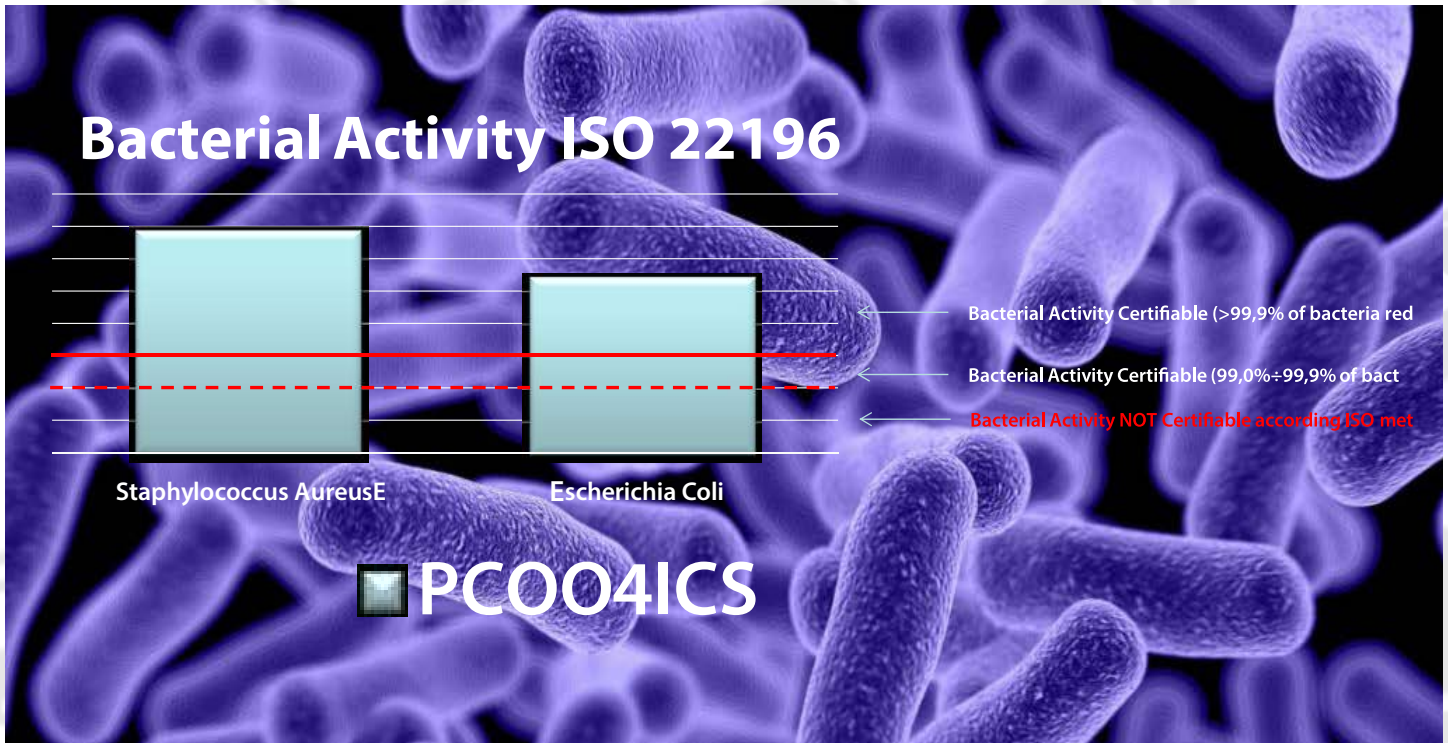 Bacterial Activity ISO 22196
Bacterial Activity Certifiable (>99,9% of bacteria red
Bacterial Activity Certifiable (99,0%÷99,9% of bact
Bacterial Activity NOT Certifiable according ISO met
Staphylococcus AureusE
Escherichia Coli
PCOO4ICS